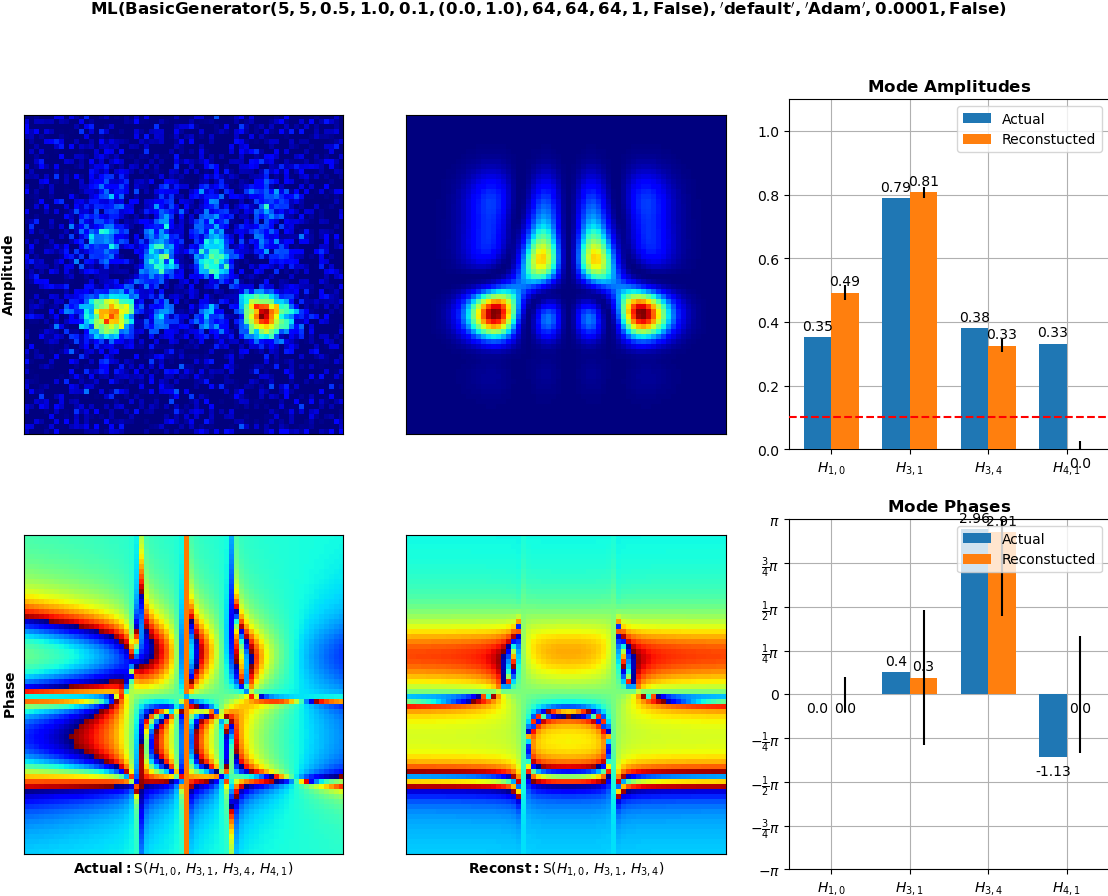 ML(BasicGenerator(5, 5, 0.5, 1.0, 0.1, (0.0, 1.0), 64, 64, 64, 1, False), ′default′, ′Adam′, 0.0001, False)
Amplitude
Mode Amplitudes
Actual
Reconstucted
1.0
0.8
0.6
0.4
0.2
0.0
0.35
0.49
0.79
0.81
0.38
0.33
0.33
0.0
H1,0
H3,1
H3,4
H4,1
Phase
Actual: S(H1,0, H3,1, H3,4, H4,1)
Reconst: S(H1,0, H3,1, H3,4)
Mode Phases
Actual
Reconstucted
π
3/4π
1/2π
1/4π
0
−1/4π
−1/2π
−3/4π
−π
0.0
0.0
0.4
0.3
2.96
2.91
-1.13
0.0
H1,0
H3,1
H3,4
H4,1